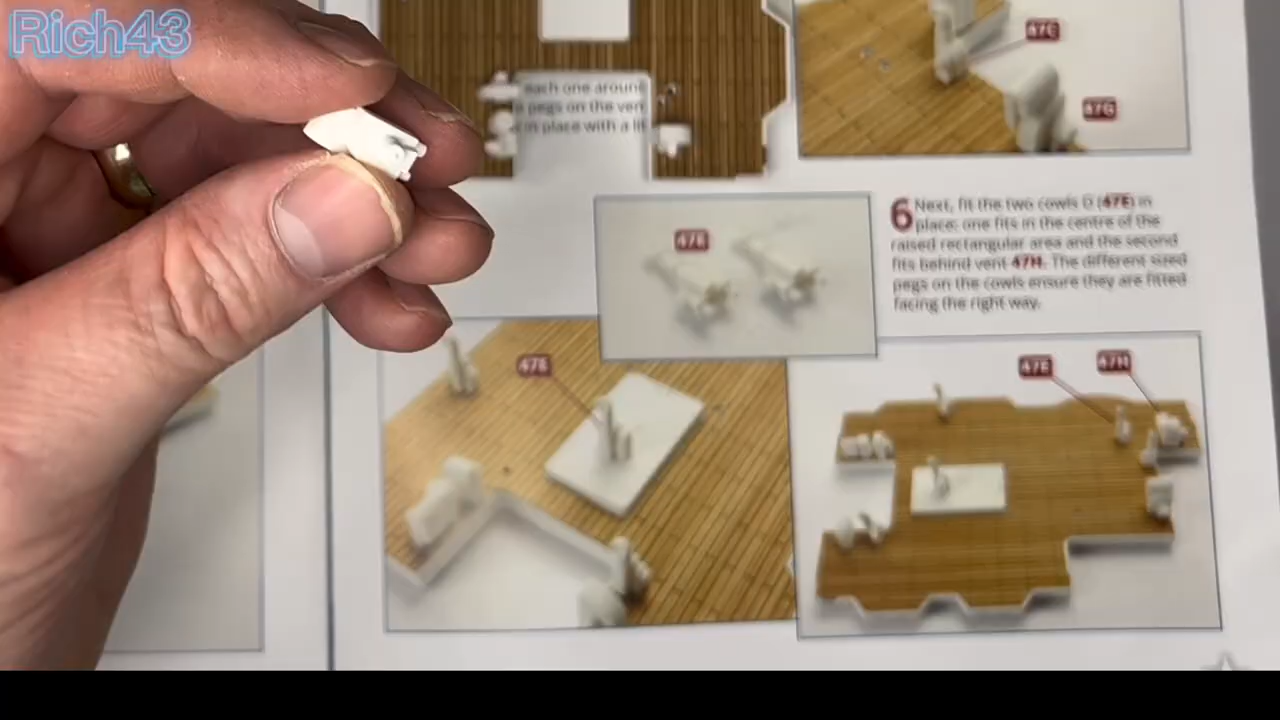 Rich43
each one around
pegs on the ven
in place with a lit
47C
47G
47E
6 Next, fit the two cowls D (47E) in
place: one fits in the centre of the
raised rectangular area and the second
fits behind vent 47H. The different sized
pegs on the cowls ensure they are fitted
facing the right way.
47E
47E
47H